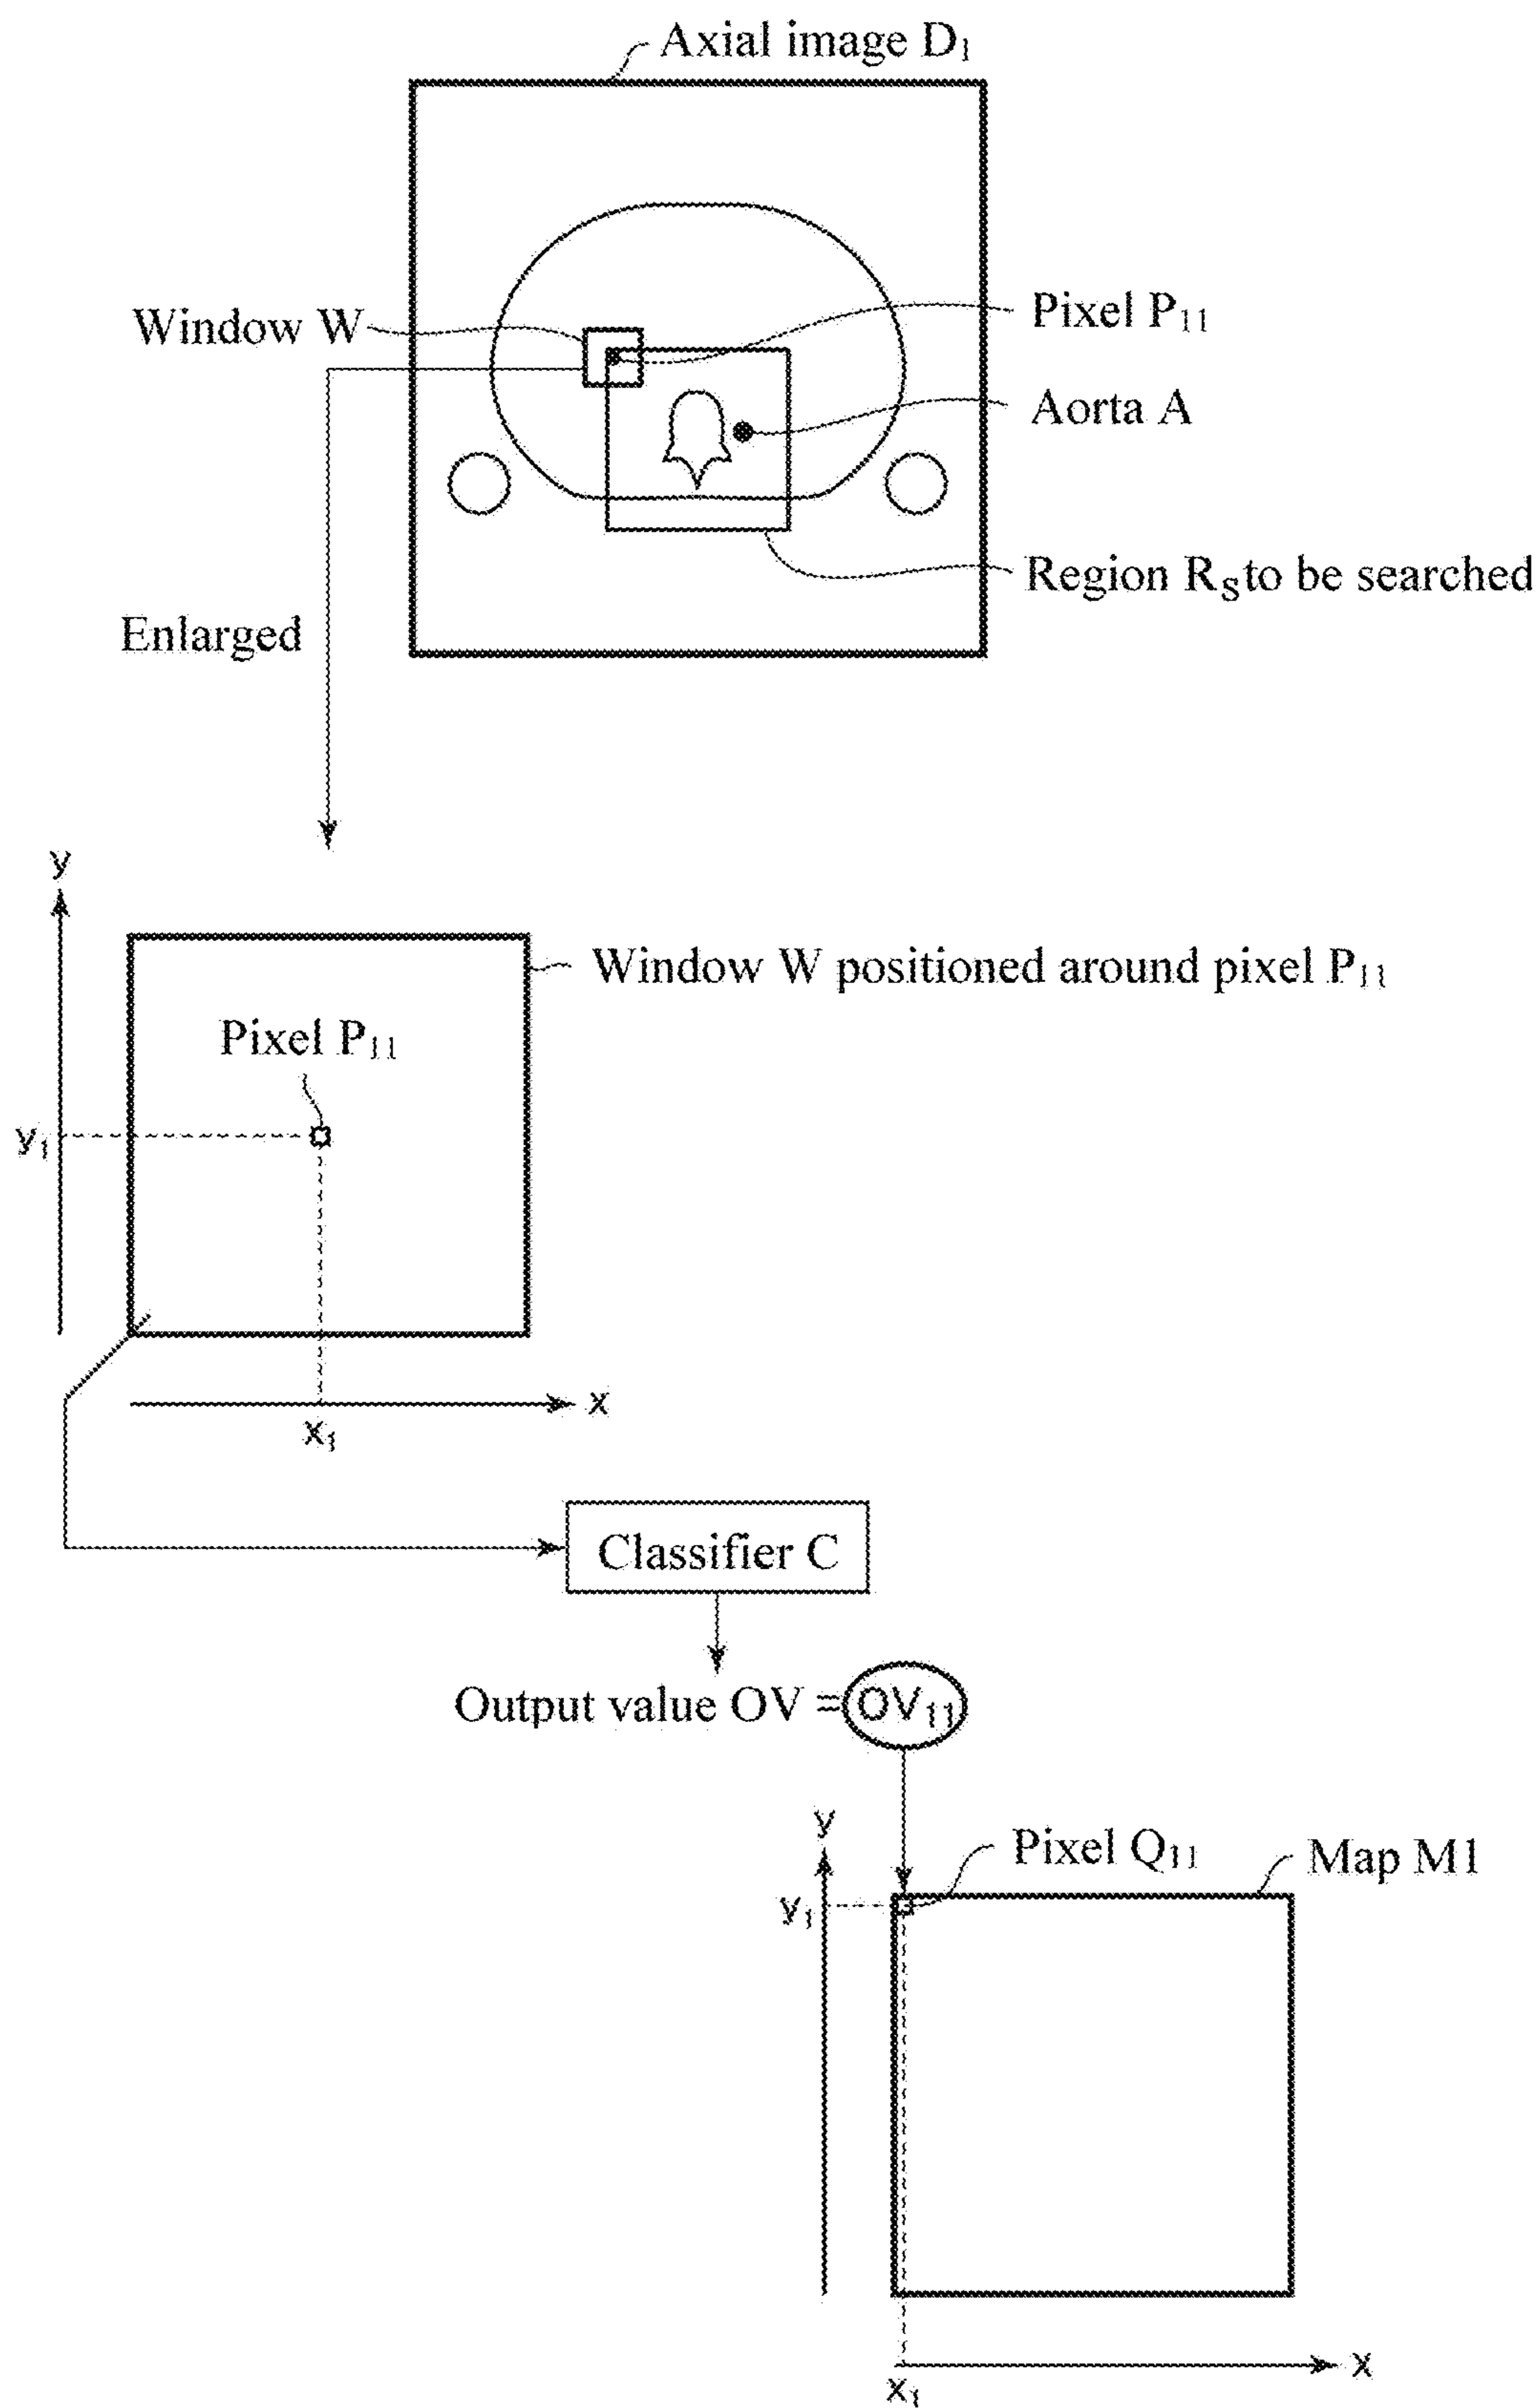 Axial image D₁
Window W
Pixel P₁₁
Aorta A
Region Rₛ to be searched
Enlarged
y
Window W positioned around pixel P₁₁
Pixel P₁₁
y₁
x
x₁
Classifier C
Output value OV = OV₁₁
y
Pixel Q₁₁
Map M1
y₁
x
x₁